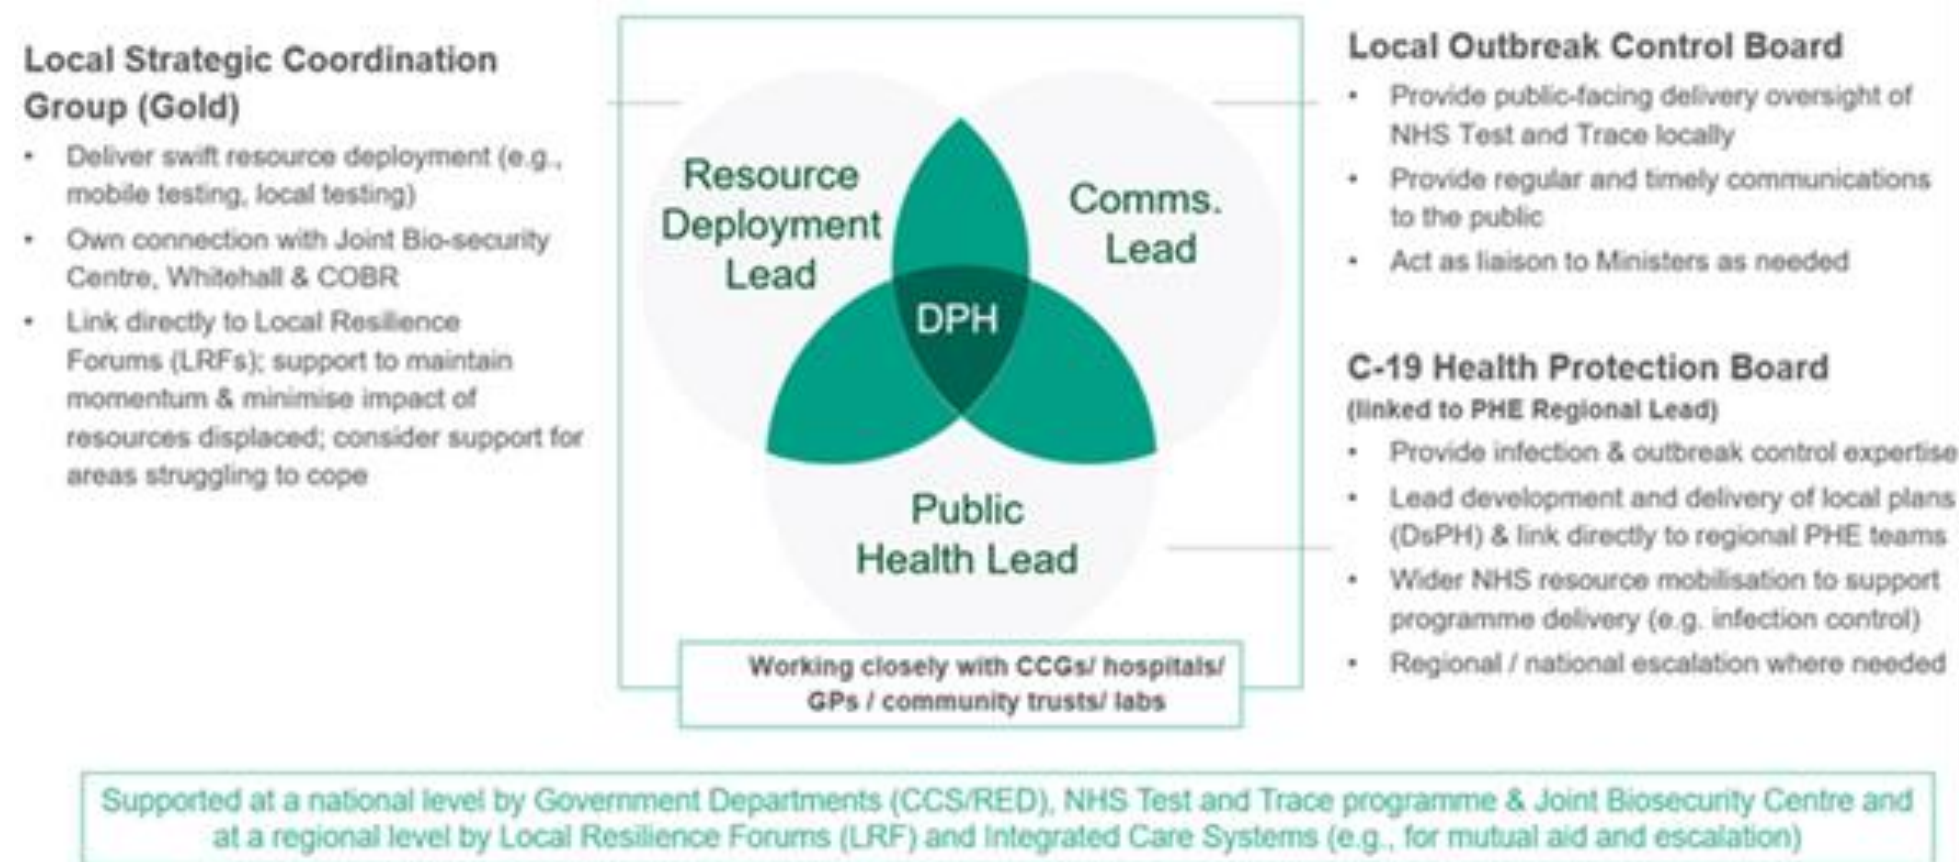 Local Strategic Coordination
Group (Gold)
• Deliver swift resource deployment (e.g.,
mobile testing, local testing)
• Own connection with Joint Bio-security
Centre, Whitehall & COBR
• Link directly to Local Resilience
Forums (LRFs); support to maintain
momentum & minimise impact of
resources displaced; consider support for
areas struggling to cope
Resource
Deployment
Lead
Comms.
Lead
DPH
Public
Health Lead
Working closely with CCGs/ hospitals/
GPs / community trusts/ labs
Local Outbreak Control Board
• Provide public-facing delivery oversight of
NHS Test and Trace locally
• Provide regular and timely communications
to the public
• Act as liaison to Ministers as needed
C-19 Health Protection Board
(linked to PHE Regional Lead)
• Provide infection & outbreak control expertise
• Lead development and delivery of local plans
(DsPH) & link directly to regional PHE teams
• Wider NHS resource mobilisation to support
programme delivery (e.g. infection control)
• Regional / national escalation where needed
Supported at a national level by Government Departments (CCS/RED), NHS Test and Trace programme & Joint Biosecurity Centre and
at a regional level by Local Resilience Forums (LRF) and Integrated Care Systems (e.g., for mutual aid and escalation)